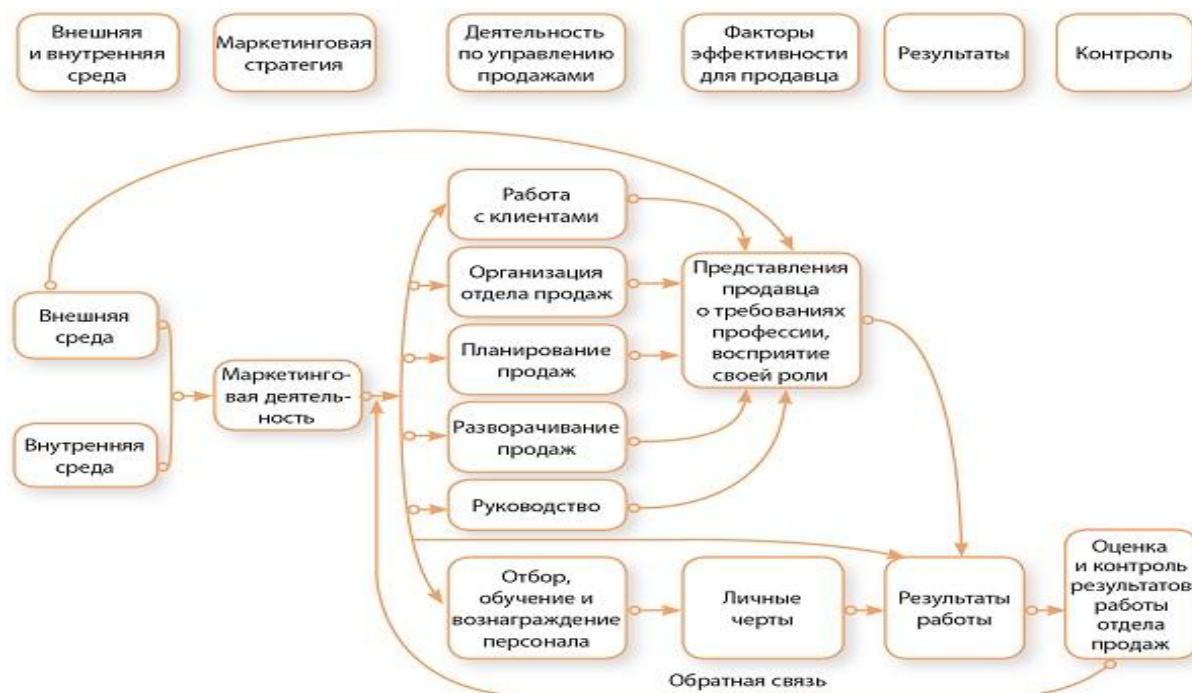 Внешняя
и внутренняя
среда
Маркетинговая
стратегия
Деятельность
по управлению
продажами
Факторы
эффективности
для продавца
Результаты
Контроль
Работа
с клиентами
Организация
отдела продаж
Представления
продавца
о требованиях
профессии,
восприятие
своей роли
Внешняя
среда
Планирование
продаж
Маркетинго-
вая деятель-
ность
Разворачивание
продаж
Внутренняя
среда
Руководство
Отбор,
обучение и
вознаграждение
персонала
Личные
черты
Результаты
работы
Оценка
и контроль
результатов
работы
отдела
продаж
Обратная связь